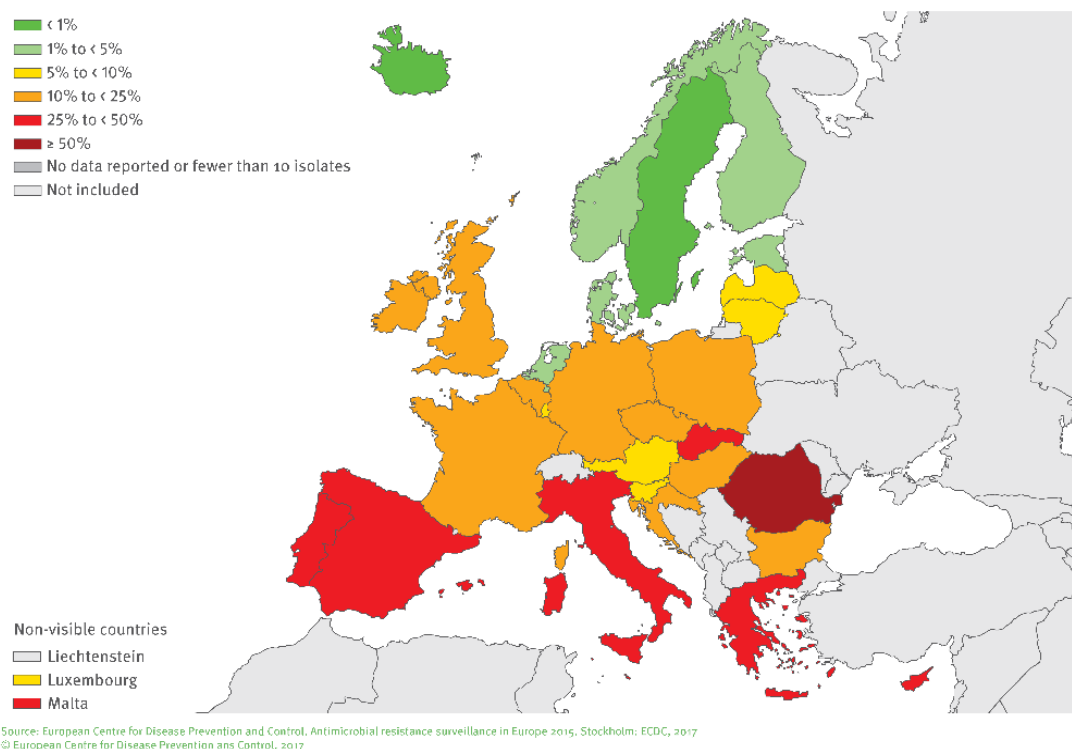 < 1%
1% to < 5%
5% to < 10%
10% to < 25%
25% to < 50%
≥ 50%
No data reported or fewer than 10 isolates
Not included
Non-visible countries
Liechtenstein
Luxembourg
Malta
Source: European Centre for Disease Prevention and Control. Antimicrobial resistance surveillance in Europe 2015. Stockholm: ECDC, 2017
© European Centre for Disease Prevention ans Control, 2017